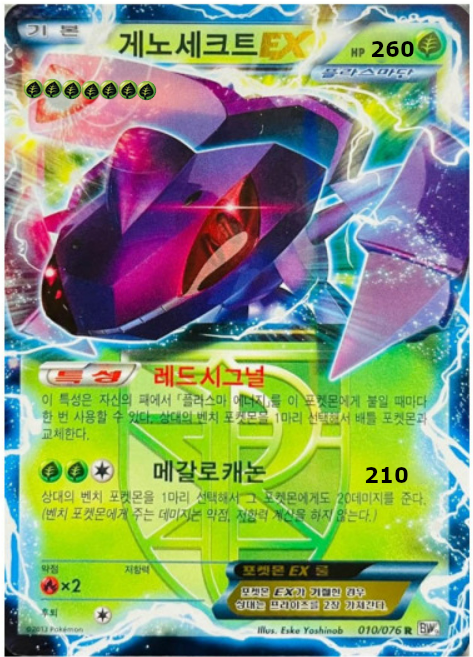 기본
게노세크트EX
HP 260
플라스마단
특성 레드시그널
이 특성은 자신의 패에서 「플라스마 에너지」를 이 포켓몬에게 붙일 때마다
한 번 사용할 수 있다. 상대의 벤치 포켓몬을 1마리 선택해서 배틀 포켓몬과
교체한다.
메갈로캐논 210
상대의 벤치 포켓몬을 1마리 선택해서 그 포켓몬에게도 20데미지를 준다.
(벤치 포켓몬에게 주는 데미지는 약점, 저항력 계산을 하지 않는다.)
약점 저항력
×2
포켓몬 EX 룰
포켓몬 EX가 기절한 경우
상대는 프라이즈를 2장 가져간다.
후퇴
©2013 Pokémon
Illus. Eske Yoshinob
010/076 R
BW